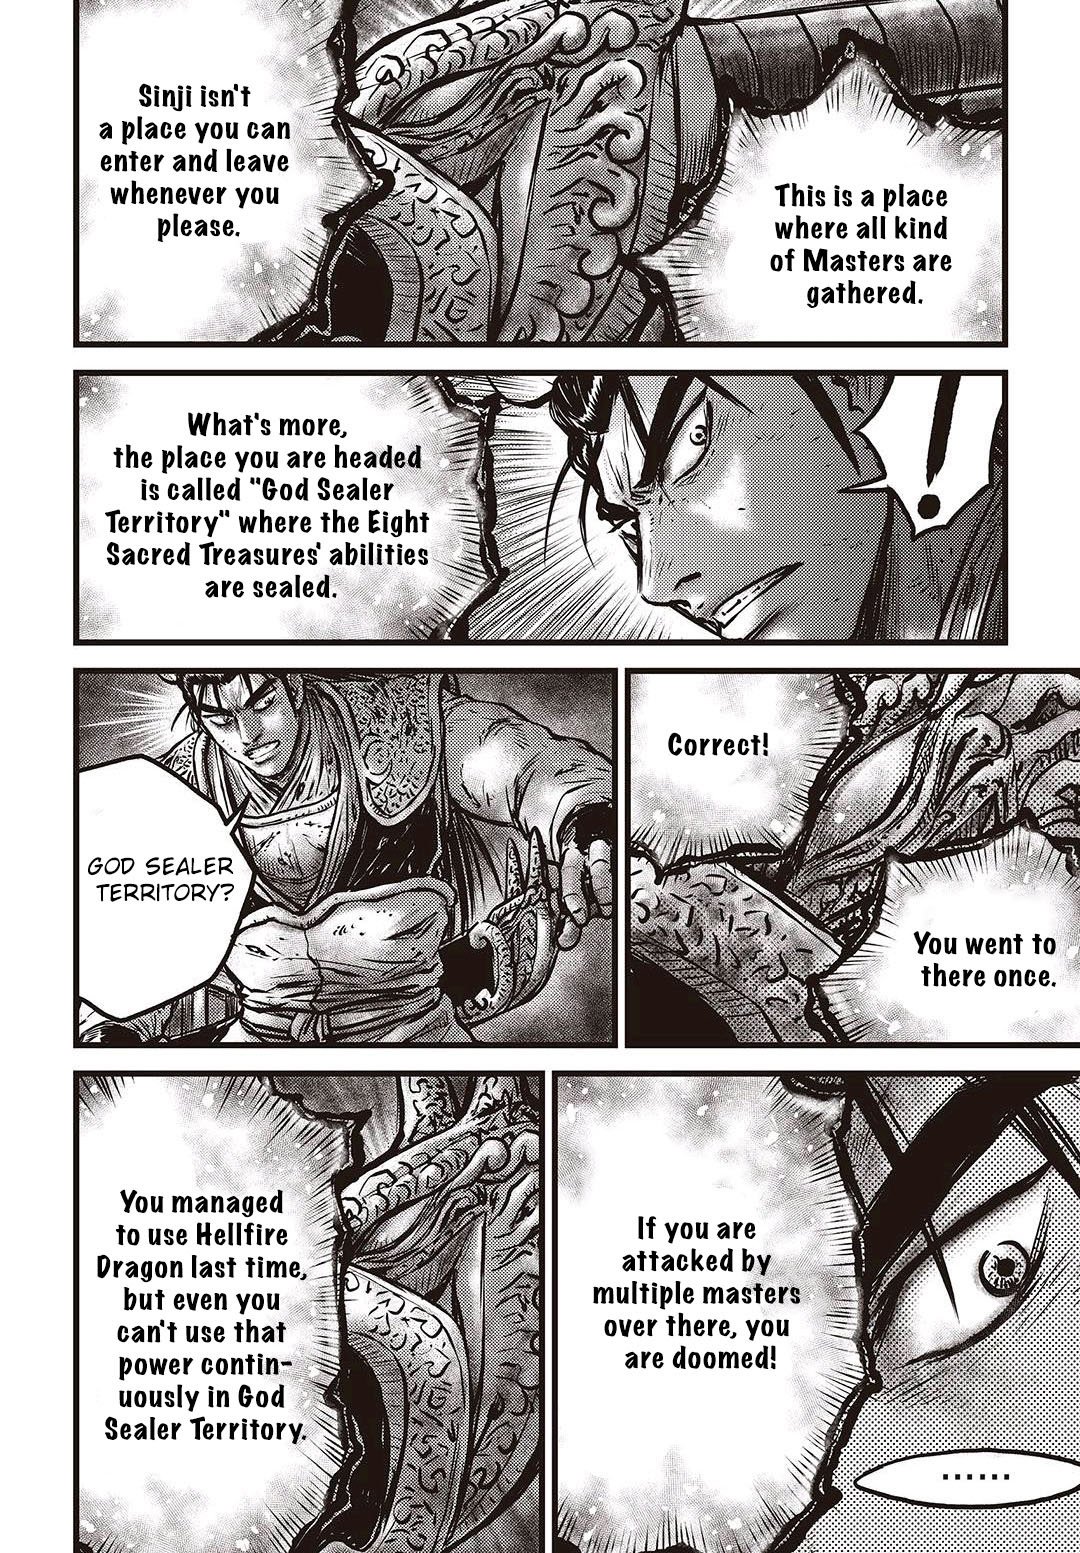 Sinji isn't
a place you can
enter and leave
whenever you
please.
This is a place
where all kind
of Masters are
gathered.
What's more,
the place you are headed
is called "God Sealer
Territory" where the Eight
Sacred Treasures' abilities
are sealed.
!
GOD SEALER
TERRITORY?
Correct!
You went to
there once.
You managed
to use Hellfire
Dragon last time,
but even you
can't use that
power contin-
uously in God
Sealer Territory.
If you are
attacked by
multiple masters
over there, you
are doomed!
......